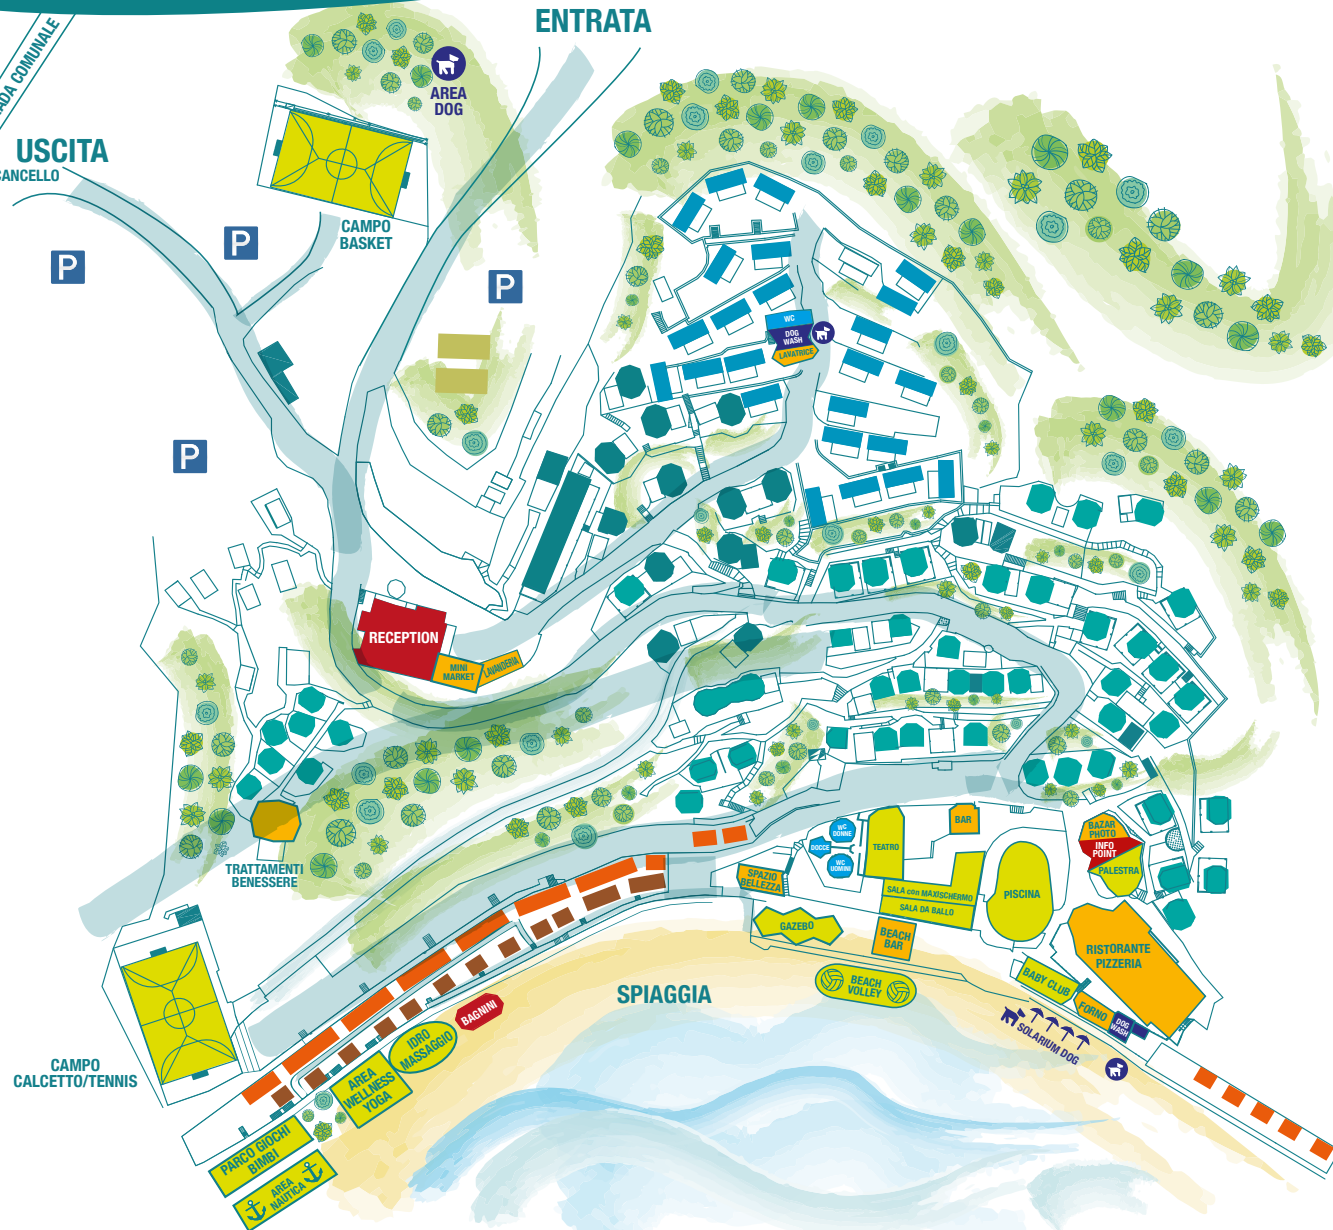 ENTRATA
ADA COMUNALE
AREA
DOG
USCITA
CANCELLO
CAMPO
BASKET
P
P
P
P
WC
DOG
WASH
LAVATRICE
RECEPTION
MINI
MARKET
LAVANDERIA
TRATTAMENTI
BENESSERE
BAR
TEATRO
WC
DONNE
DOCCE
WC
UOMINI
SPAZIO
BELLEZZA
BAZAR
PHOTO
INFO
POINT
PALESTRA
SALA con MAXISCHERMO
SALA DA BALLO
PISCINA
GAZEBO
BEACH
BAR
RISTORANTE
PIZZERIA
BEACH
VOLLEY
BABY CLUB
FORNO
DOG
WASH
SOLARIUM DOG
SPIAGGIA
BAGNINI
IDRO
MASSAGGIO
AREA
WELLNESS
YOGA
CAMPO
CALCETTO/TENNIS
PARCO GIOCHI
BIMBI
AREA
NAUTICA